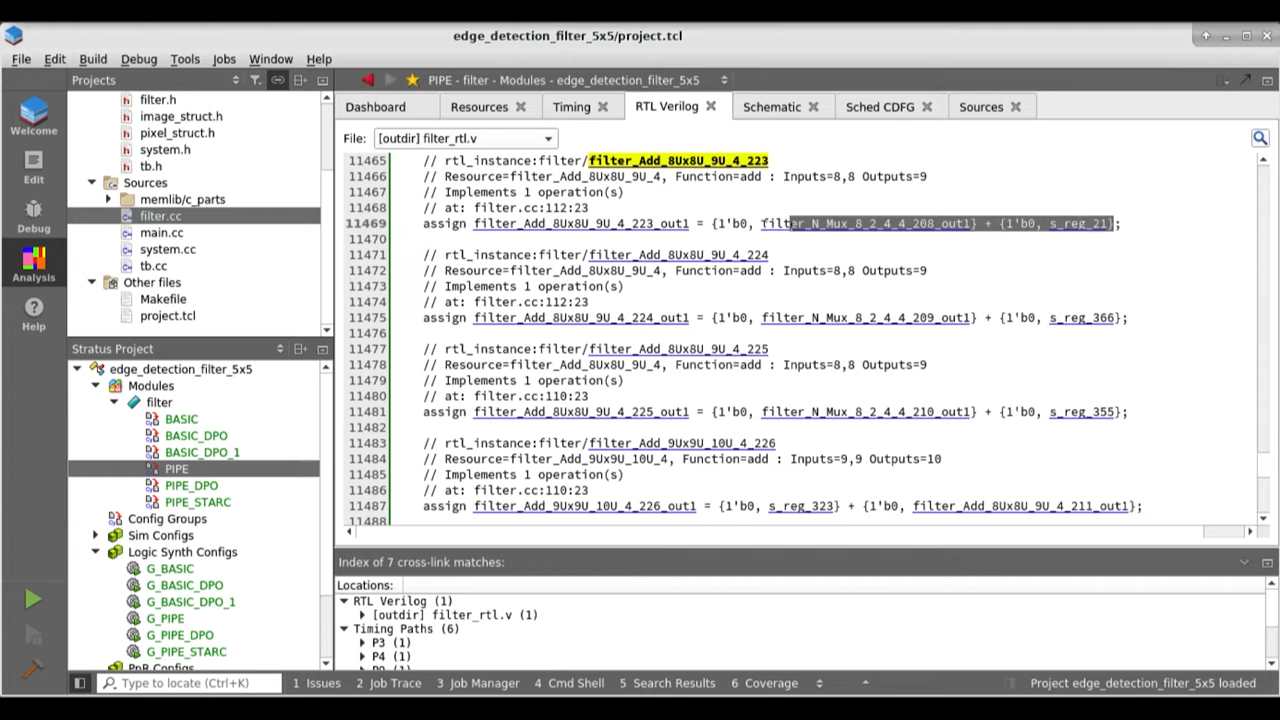 edge_detection_filter_5x5/project.tcl
File Edit Build Debug Tools Jobs Window Help
Projects
PIPE - filter - Modules - edge_detection_filter_5x5
Welcome
Edit
Debug
Analysis
Help
filter.h
image_struct.h
pixel_struct.h
system.h
tb.h
Sources
memlib/c_parts
filter.cc
main.cc
system.cc
tb.cc
Other files
Makefile
project.tcl
Stratus Project
edge_detection_filter_5x5
Modules
filter
BASIC
BASIC_DPO
BASIC_DPO_1
PIPE
PIPE_DPO
PIPE_STARC
Config Groups
Sim Configs
Logic Synth Configs
G_BASIC
G_BASIC_DPO
G_BASIC_DPO_1
G_PIPE
G_PIPE_DPO
G_PIPE_STARC
PnR Configs
Dashboard Resources Timing RTL Verilog Schematic Sched CDFG Sources
File: [outdir] filter_rtl.v
11465 // rtl_instance:filter/filter_Add_8Ux8U_9U_4_223
11466 // Resource=filter_Add_8Ux8U_9U_4, Function=add : Inputs=8,8 Outputs=9
11467 // Implements 1 operation(s)
11468 // at: filter.cc:112:23
11469 assign filter_Add_8Ux8U_9U_4_223_out1 = {1'b0, filter_N_Mux_8_2_4_4_208_out1} + {1'b0, s_reg_21};
11470
11471 // rtl_instance:filter/filter_Add_8Ux8U_9U_4_224
11472 // Resource=filter_Add_8Ux8U_9U_4, Function=add : Inputs=8,8 Outputs=9
11473 // Implements 1 operation(s)
11474 // at: filter.cc:112:23
11475 assign filter_Add_8Ux8U_9U_4_224_out1 = {1'b0, filter_N_Mux_8_2_4_4_209_out1} + {1'b0, s_reg_366};
11476
11477 // rtl_instance:filter/filter_Add_8Ux8U_9U_4_225
11478 // Resource=filter_Add_8Ux8U_9U_4, Function=add : Inputs=8,8 Outputs=9
11479 // Implements 1 operation(s)
11480 // at: filter.cc:110:23
11481 assign filter_Add_8Ux8U_9U_4_225_out1 = {1'b0, filter_N_Mux_8_2_4_4_210_out1} + {1'b0, s_reg_355};
11482
11483 // rtl_instance:filter/filter_Add_9Ux9U_10U_4_226
11484 // Resource=filter_Add_9Ux9U_10U_4, Function=add : Inputs=9,9 Outputs=10
11485 // Implements 1 operation(s)
11486 // at: filter.cc:110:23
11487 assign filter_Add_9Ux9U_10U_4_226_out1 = {1'b0, s_reg_323} + {1'b0, filter_Add_8Ux8U_9U_4_211_out1};
11488
Index of 7 cross-link matches:
Locations:
RTL Verilog (1)
[outdir] filter_rtl.v (1)
Timing Paths (6)
P3 (1)
P4 (1)
Type to locate (Ctrl+K) 1 Issues 2 Job Trace 3 Job Manager 4 Cmd Shell 5 Search Results 6 Coverage Project edge_detection_filter_5x5 loaded